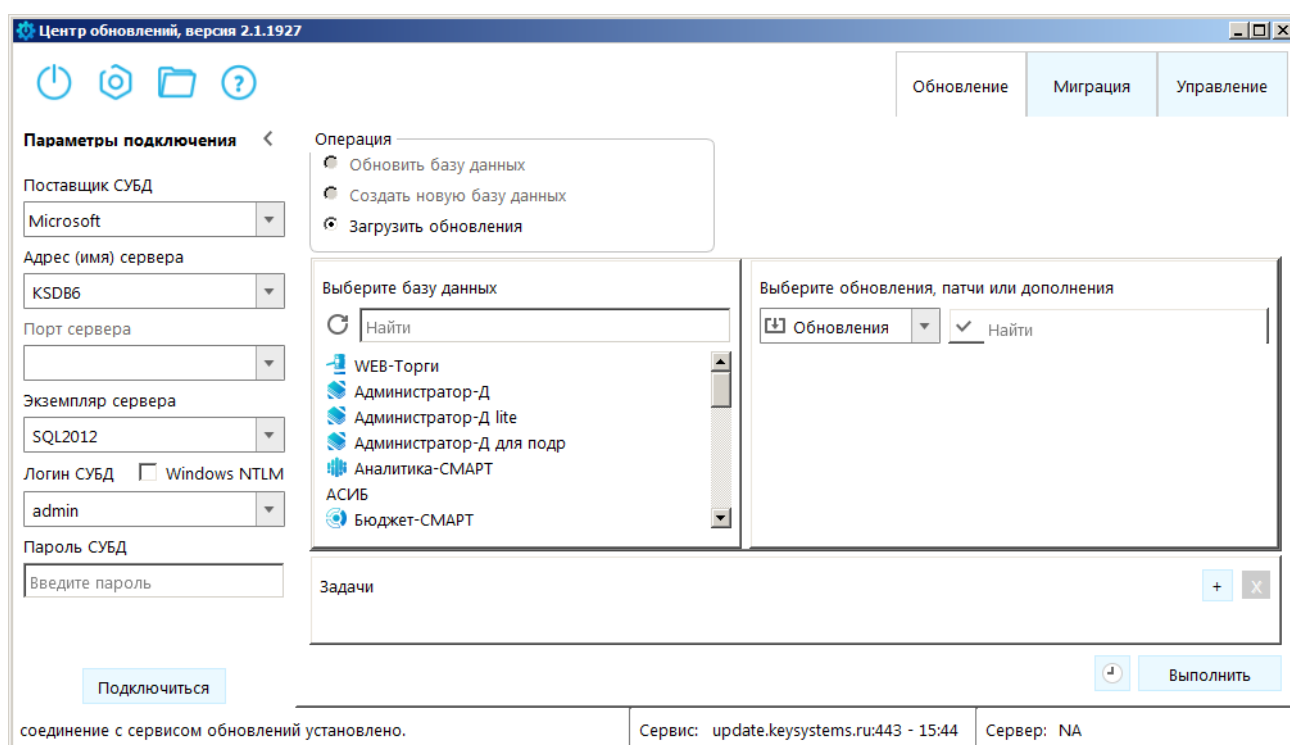 Центр обновлений, версия 2.1.1927
Обновление
Миграция
Управление
Параметры подключения
Поставщик СУБД
Microsoft
Адрес (имя) сервера
KSDB6
Порт сервера
Экземпляр сервера
SQL2012
Логин СУБД Windows NTLM
admin
Пароль СУБД
Введите пароль
Подключиться
Операция
Обновить базу данных
Создать новую базу данных
Загрузить обновления
Выберите базу данных
Найти
WEB-Торги
Администратор-Д
Администратор-Д lite
Администратор-Д для подр
Аналитика-СМАРТ
АСИБ
Бюджет-СМАРТ
Выберите обновления, патчи или дополнения
Обновления
Найти
Задачи
+ X
Выполнить
соединение с сервисом обновлений установлено.
Сервис: update.keysystems.ru:443 - 15:44
Сервер: NA